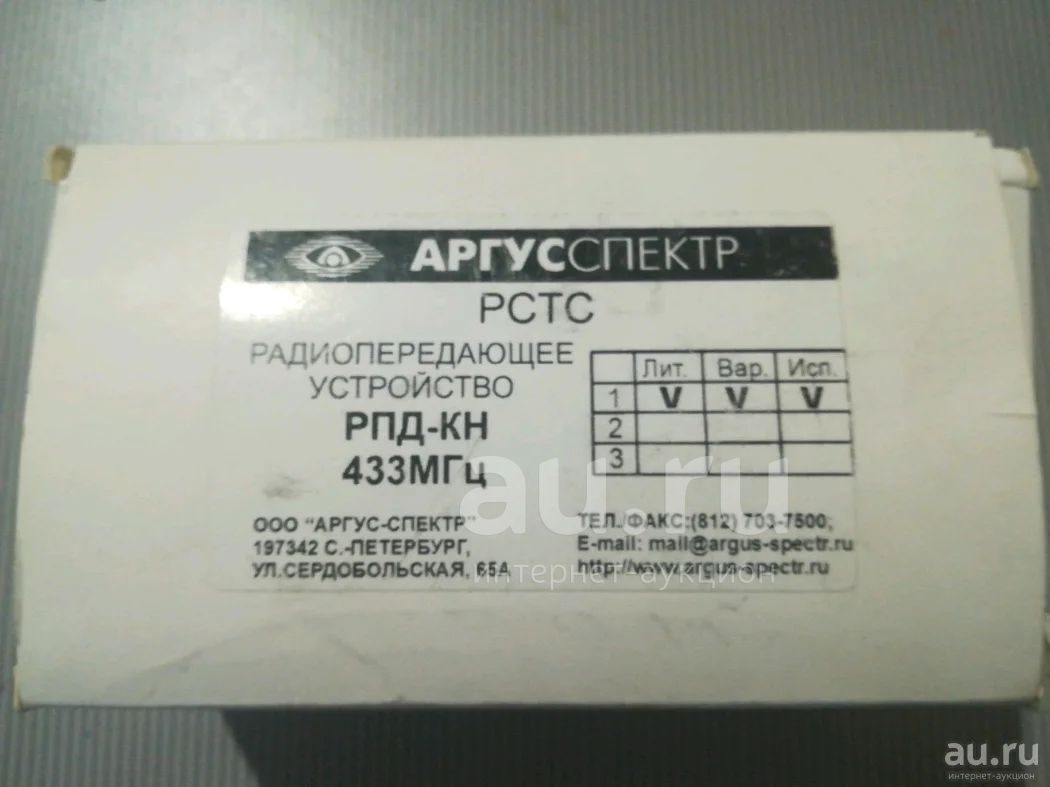 АРГУССПЕКТР
РСТС
РАДИОПЕРЕДАЮЩЕЕ
УСТРОЙСТВО
РПД-КН
433МГц
Лит. Вар. Исп.
1 V V V
2
3
ООО "АРГУС-СПЕКТР"
197342 С.-ПЕТЕРБУРГ,
УЛ.СЕРДОБОЛЬСКАЯ, 65А
ТЕЛ./ФАКС:(812) 703-7500;
E-mail: mail@argus-spectr.ru
http://www.argus-spectr.ru
au.ru
интернет-аукцион
au.ru
интернет-аукцион